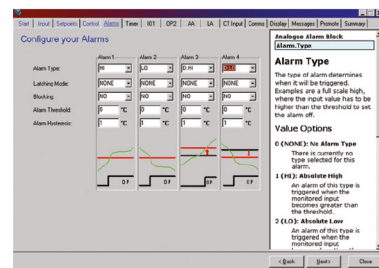 Start Input Setpoints Control Alarms Timer IO1 OP2 AA LA CT Input Comms Display Messages Promote Summary
Configure your Alarms
Alarm 1 Alarm 2 Alarm 3 Alarm 4
Alarm Type: HI LO D.HI D.LO
Latching Mode: NONE NONE NONE NONE
Blocking NO NO NO NO
Alarm Threshold: 0 °C 0 °C 0 °C 0 °C
Alarm Hysteresis: 1 °C 1 °C 1 °C 1 °C
Analogue Alarm Block
Alarm.Type
Alarm Type
The type of alarm determines
when it will be triggered.
Examples are a full scale high,
where the input value has to be
higher than the threshold to set
the alarm off.
Value Options
0 (NONE): No Alarm Type
There is currently no
type selected for this
alarm.
1 (HI): Absolute High
An alarm of this type is
triggered when the
monitored input
becomes greater than
the threshold.
2 (LO): Absolute Low
An alarm of this type is
triggered when the
monitored input
< Back Next > Close